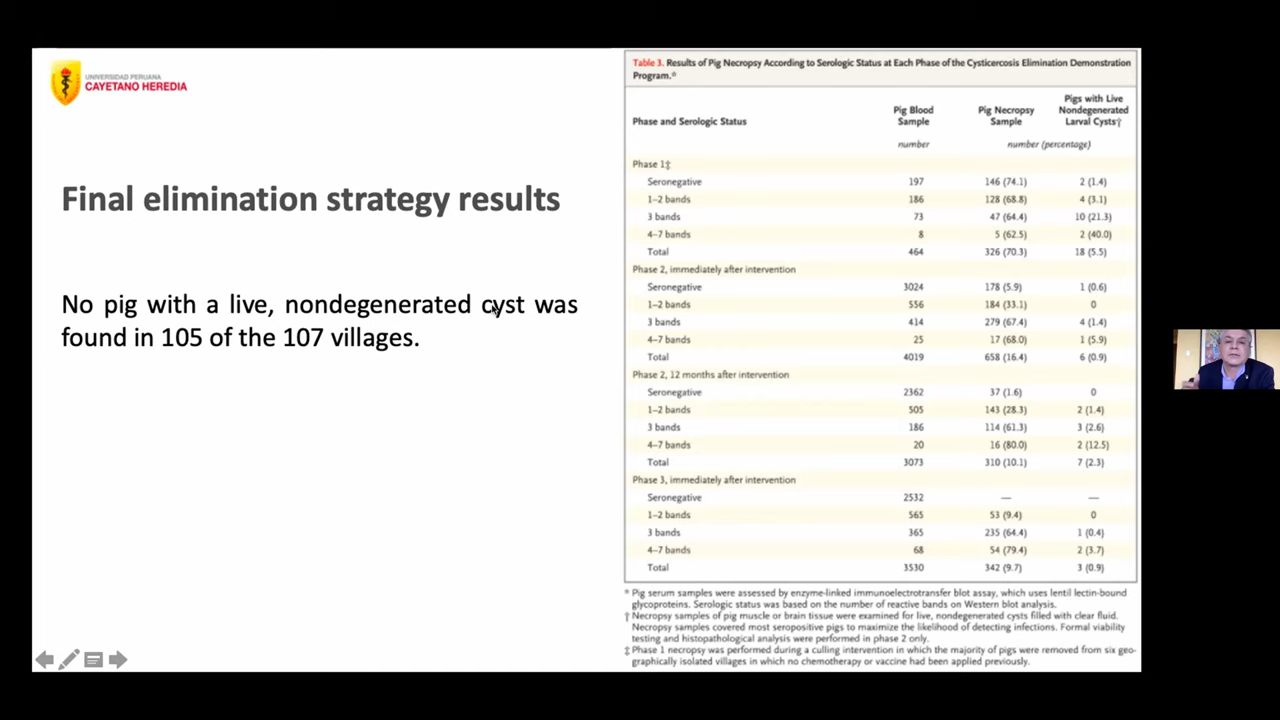 UNIVERSIDAD PERUANA
CAYETANO HEREDIA
Final elimination strategy results
No pig with a live, nondegenerated cyst was
found in 105 of the 107 villages.
Table 3. Results of Pig Necropsy According to Serologic Status at Each Phase of the Cysticercosis Elimination Demonstration
Program.*
Phase and Serologic Status
Pig Blood
Sample
Pig Necropsy
Sample
Pigs with Live
Nondegenerated
Larval Cysts†
number
number (percentage)
Phase 1‡
Seronegative 197 146 (74.1) 2 (1.4)
1–2 bands 186 128 (68.8) 4 (3.1)
3 bands 73 47 (64.4) 10 (21.3)
4–7 bands 8 5 (62.5) 2 (40.0)
Total 464 326 (70.3) 18 (5.5)
Phase 2, immediately after intervention
Seronegative 3024 178 (5.9) 1 (0.6)
1–2 bands 556 184 (33.1) 0
3 bands 414 279 (67.4) 4 (1.4)
4–7 bands 25 17 (68.0) 1 (5.9)
Total 4019 658 (16.4) 6 (0.9)
Phase 2, 12 months after intervention
Seronegative 2362 37 (1.6) 0
1–2 bands 505 143 (28.3) 2 (1.4)
3 bands 186 114 (61.3) 3 (2.6)
4–7 bands 20 16 (80.0) 2 (12.5)
Total 3073 310 (10.1) 7 (2.3)
Phase 3, immediately after intervention
Seronegative 2532 — —
1–2 bands 565 53 (9.4) 0
3 bands 365 235 (64.4) 1 (0.4)
4–7 bands 68 54 (79.4) 2 (3.7)
Total 3530 342 (9.7) 3 (0.9)
* Pig serum samples were assessed by enzyme-linked immunoelectrotransfer blot assay, which uses lentil lectin-bound
glycoproteins. Serologic status was based on the number of reactive bands on Western blot analysis.
† Necropsy samples of pig muscle or brain tissue were examined for live, nondegenerated cysts filled with clear fluid.
Necropsy samples covered most seropositive pigs to maximize the likelihood of detecting infections. Formal viability
testing and histopathological analysis were performed in phase 2 only.
‡ Phase 1 necropsy was performed during a culling intervention in which the majority of pigs were removed from six geo-
graphically isolated villages in which no chemotherapy or vaccine had been applied previously.